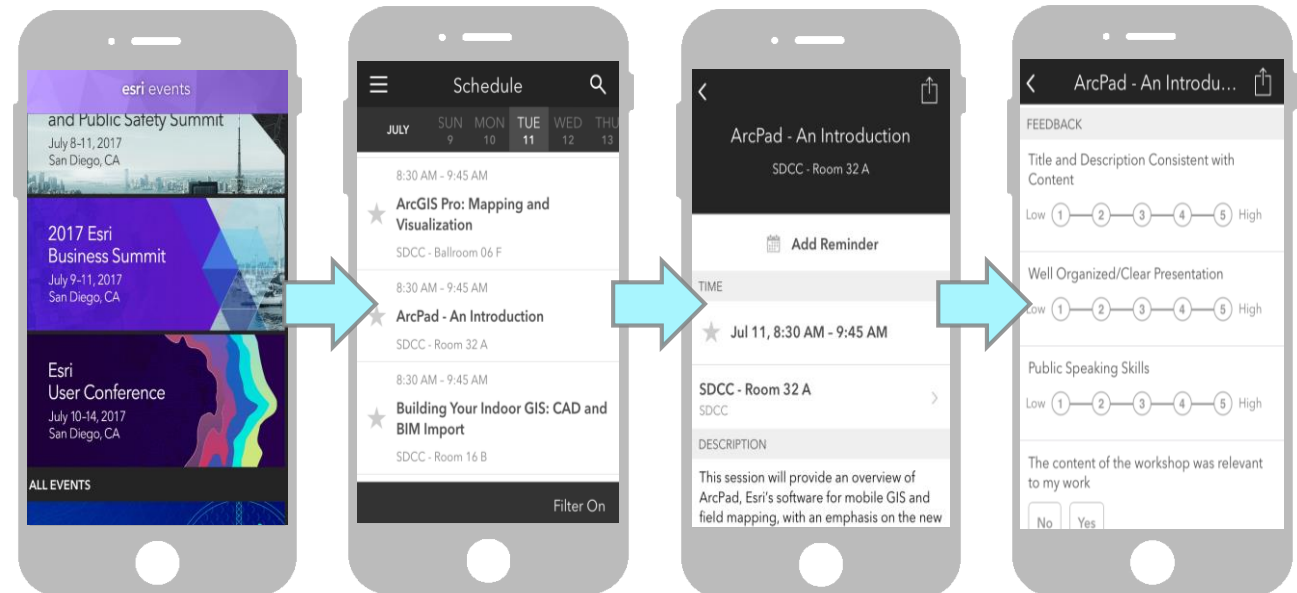 esri events
and Public Safety Summit
July 8-11, 2017
San Diego, CA
2017 Esri
Business Summit
July 9-11, 2017
San Diego, CA
Esri
User Conference
July 10-14, 2017
San Diego, CA
ALL EVENTS
Schedule
JULY SUN 9 MON 10 TUE 11 WED 12 THU 13
8:30 AM - 9:45 AM
ArcGIS Pro: Mapping and
Visualization
SDCC - Ballroom 06 F
8:30 AM - 9:45 AM
ArcPad - An Introduction
SDCC - Room 32 A
8:30 AM - 9:45 AM
Building Your Indoor GIS: CAD and
BIM Import
SDCC - Room 16 B
Filter On
ArcPad - An Introduction
SDCC - Room 32 A
Add Reminder
TIME
Jul 11, 8:30 AM - 9:45 AM
SDCC - Room 32 A
SDCC
DESCRIPTION
This session will provide an overview of
ArcPad, Esri's software for mobile GIS and
field mapping, with an emphasis on the new
ArcPad - An Introdu...
FEEDBACK
Title and Description Consistent with
Content
Low 1 2 3 4 5 High
Well Organized/Clear Presentation
Low 1 2 3 4 5 High
Public Speaking Skills
Low 1 2 3 4 5 High
The content of the workshop was relevant
to my work
No Yes